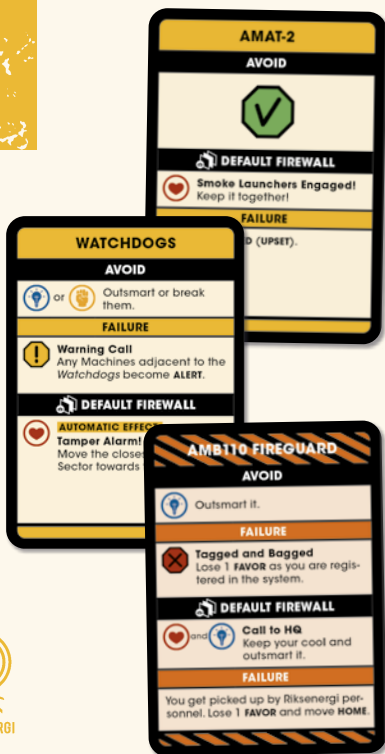 AMAT-2
AVOID
DEFAULT FIREWALL
Smoke Launchers Engaged!
Keep it together!
FAILURE
(UPSET).
WATCHDOGS
AVOID
or
Outsmart or break
them.
FAILURE
Warning Call
Any Machines adjacent to the
Watchdogs become ALERT.
DEFAULT FIREWALL
AUTOMATIC EFFECT
Tamper Alarm!
Move the closes
Sector towards
AMB110 FIREGUARD
AVOID
Outsmart it.
FAILURE
Tagged and Bagged
Lose 1 FAVOR as you are regis-
tered in the system.
DEFAULT FIREWALL
and
Call to HQ
Keep your cool and
outsmart it.
FAILURE
You get picked up by Riksenergi per-
sonnel. Lose 1 FAVOR and move HOME.